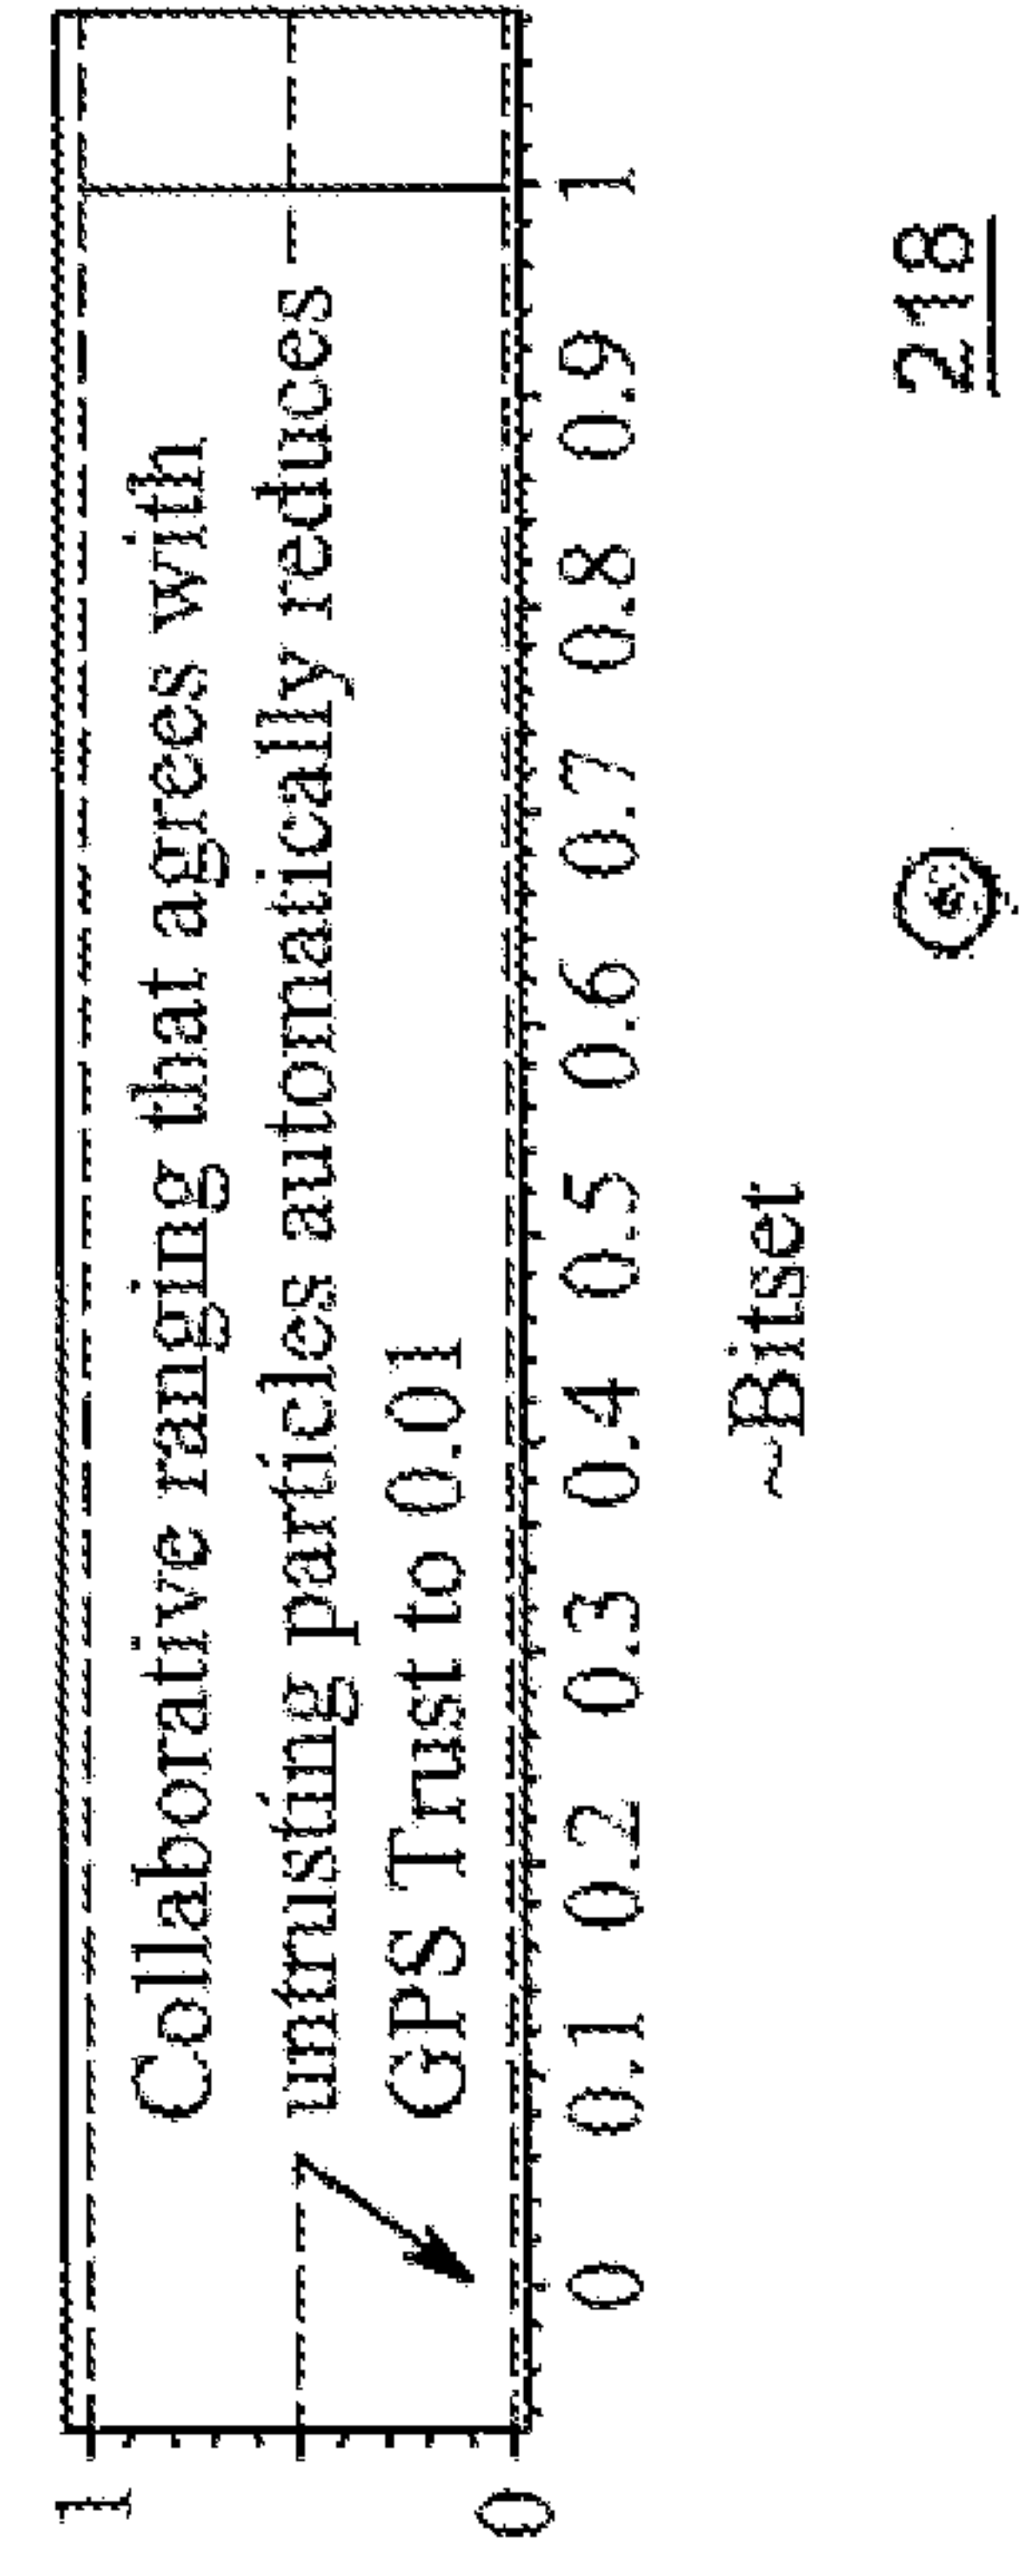 1
Collaborative ranging that agrees with
untrusting particles automatically reduces
GPS Trust to 0.01
0
0 0.1 0.2 0.3 0.4 0.5 0.6 0.7 0.8 0.9 1
~Bitset
218